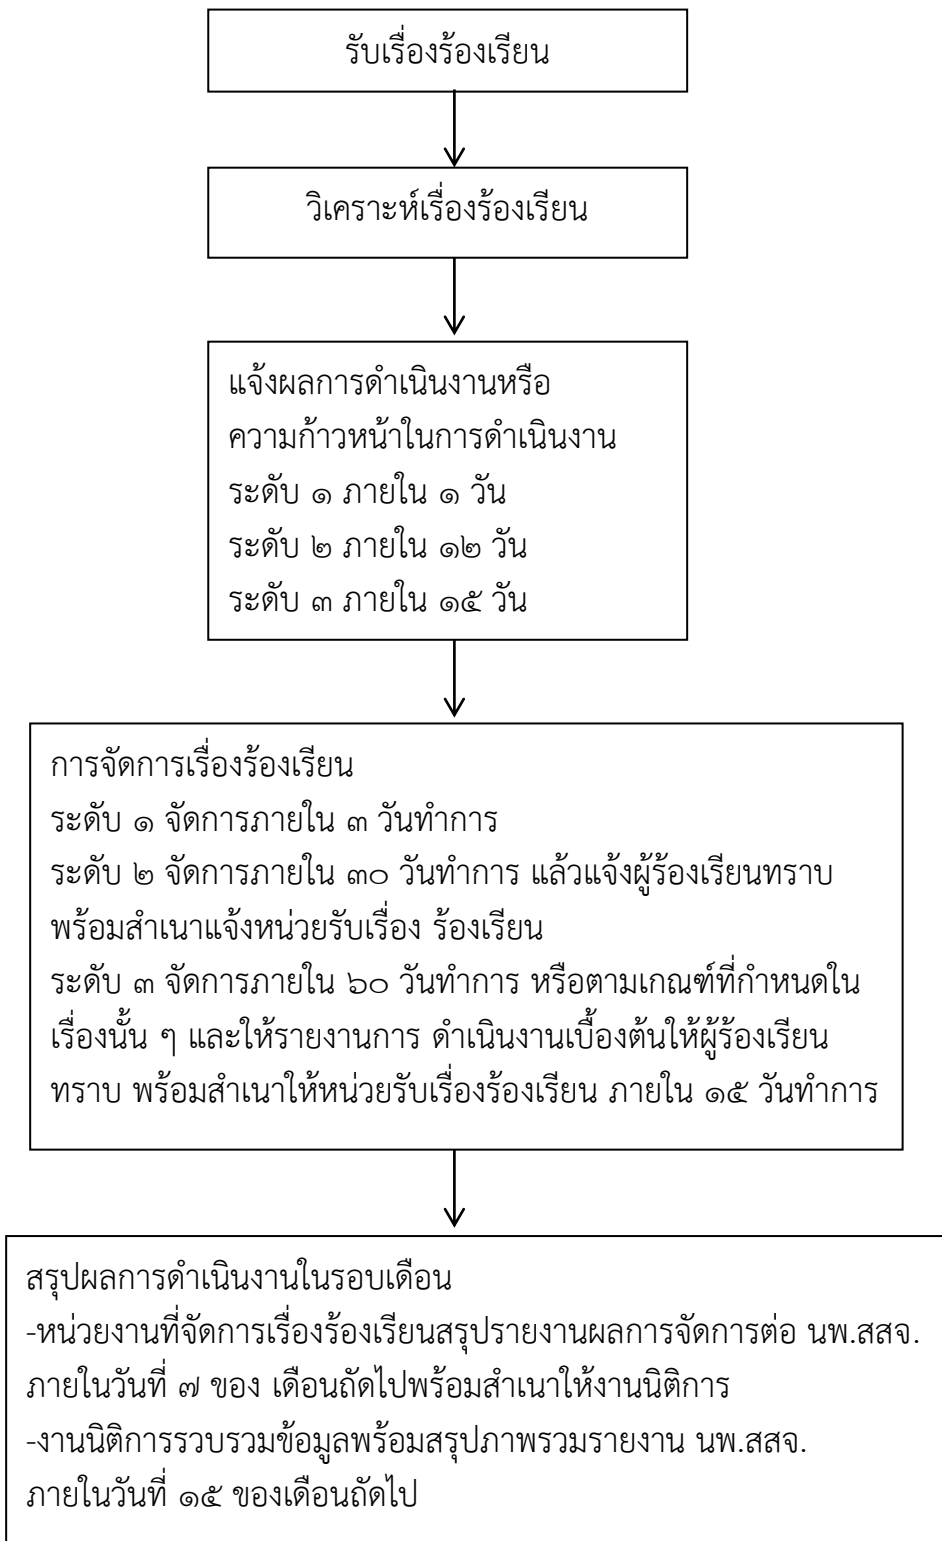 รับเรื่องร้องเรียน
วิเคราะห์เรื่องร้องเรียน
แจ้งผลการดำเนินงานหรือ
ความก้าวหน้าในการดำเนินงาน
ระดับ ๑ ภายใน ๑ วัน
ระดับ ๒ ภายใน ๑๒ วัน
ระดับ ๓ ภายใน ๑๕ วัน
การจัดการเรื่องร้องเรียน
ระดับ ๑ จัดการภายใน ๓ วันทำการ
ระดับ ๒ จัดการภายใน ๓๐ วันทำการ แล้วแจ้งผู้ร้องเรียนทราบ
พร้อมสำเนาแจ้งหน่วยรับเรื่อง ร้องเรียน
ระดับ ๓ จัดการภายใน ๖๐ วันทำการ หรือตามเกณฑ์ที่กำหนดใน
เรื่องนั้น ๆ และให้รายงานการ ดำเนินงานเบื้องต้นให้ผู้ร้องเรียน
ทราบ พร้อมสำเนาให้หน่วยรับเรื่องร้องเรียน ภายใน ๑๕ วันทำการ
สรุปผลการดำเนินงานในรอบเดือน
-หน่วยงานที่จัดการเรื่องร้องเรียนสรุปรายงานผลการจัดการต่อ นพ.สสจ.
ภายในวันที่ ๗ ของ เดือนถัดไปพร้อมสำเนาให้งานนิติการ
-งานนิติการรวบรวมข้อมูลพร้อมสรุปภาพรวมรายงาน นพ.สสจ.
ภายในวันที่ ๑๕ ของเดือนถัดไป